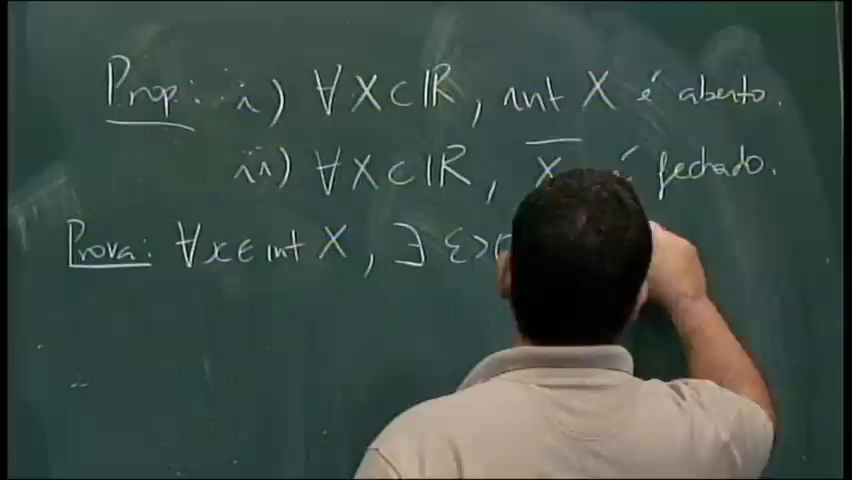 Prop: i) ∀X⊂ℝ, int X é aberto.
ii) ∀X⊂ℝ, X̅ é fechado.
Prova: ∀x∈int X, ∃ ε>